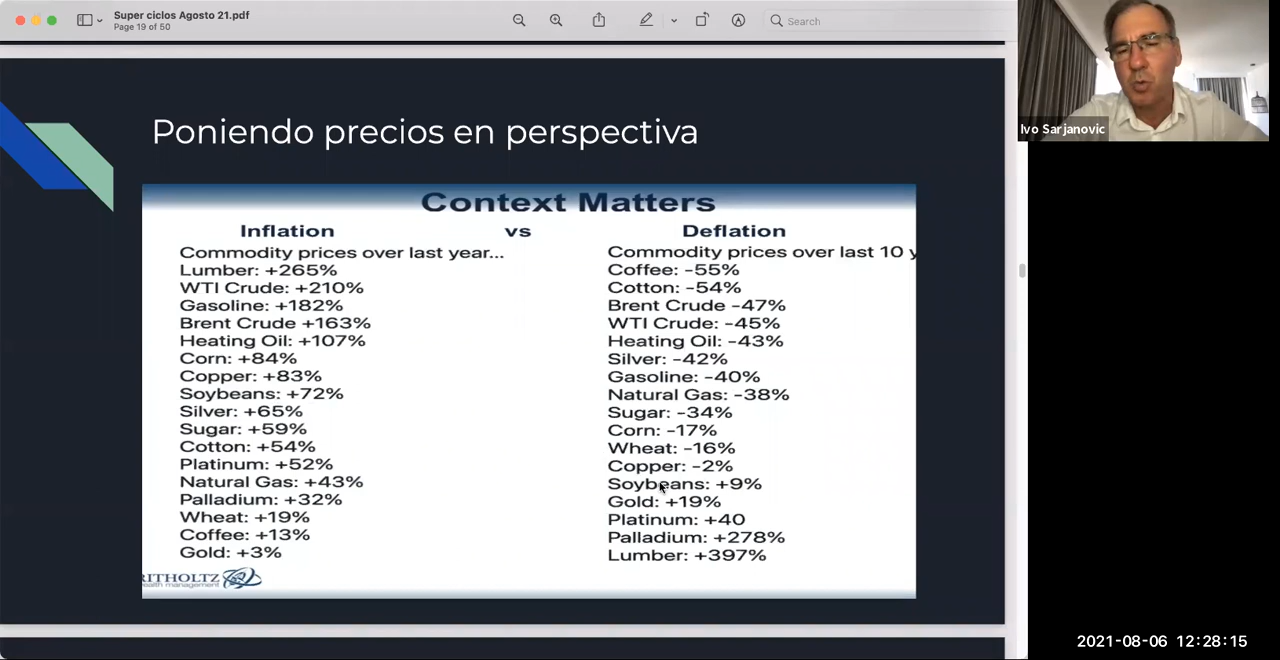 Super ciclos Agosto 21.pdf
Page 19 of 50
Search
Ivo Sarjanovic
Poniendo precios en perspectiva
Context Matters
Inflation vs Deflation
Commodity prices over last year...
Lumber: +265%
WTI Crude: +210%
Gasoline: +182%
Brent Crude +163%
Heating Oil: +107%
Corn: +84%
Copper: +83%
Soybeans: +72%
Silver: +65%
Sugar: +59%
Cotton: +54%
Platinum: +52%
Natural Gas: +43%
Palladium: +32%
Wheat: +19%
Coffee: +13%
Gold: +3%
Commodity prices over last 10 y
Coffee: -55%
Cotton: -54%
Brent Crude -47%
WTI Crude: -45%
Heating Oil: -43%
Silver: -42%
Gasoline: -40%
Natural Gas: -38%
Sugar: -34%
Corn: -17%
Wheat: -16%
Copper: -2%
Soybeans: +9%
Gold: +19%
Platinum: +40
Palladium: +278%
Lumber: +397%
RITHOLTZ
wealth management
2021-08-06 12:28:15